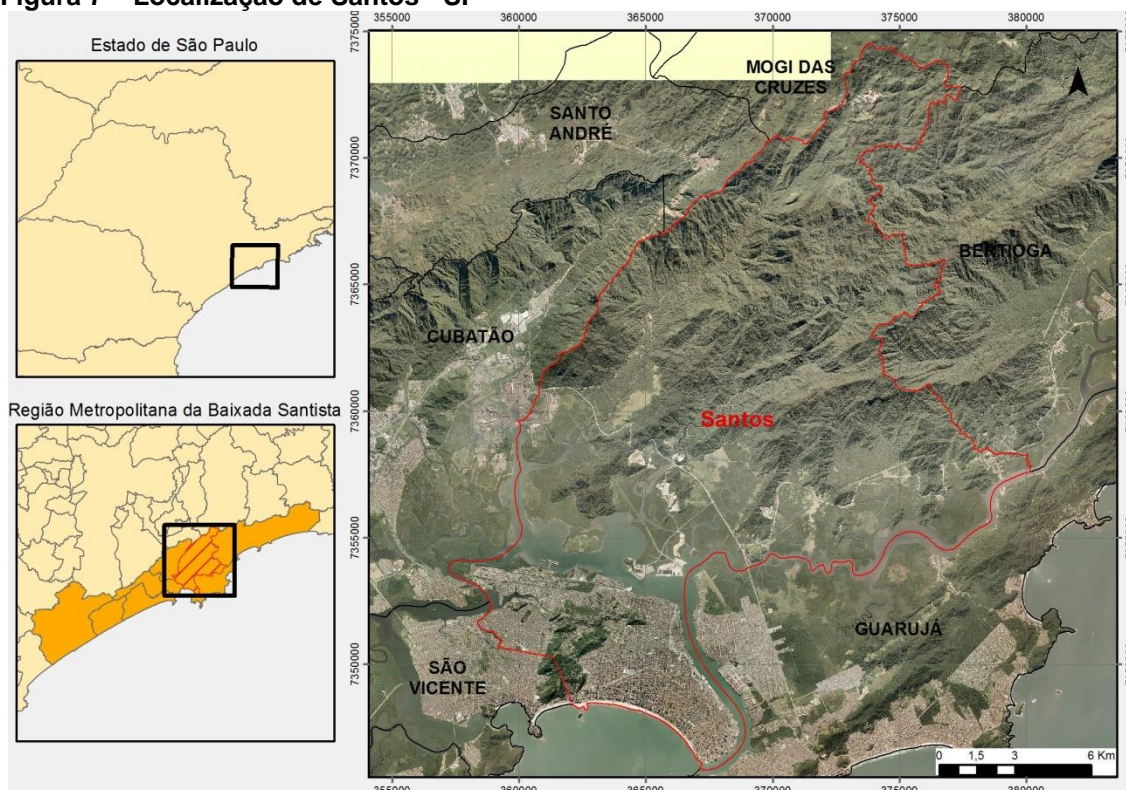 Figura 7 – Localização de Santos - SP
Estado de São Paulo
Região Metropolitana da Baixada Santista
355000 360000 365000 370000 375000 380000
7375000
7370000
7365000
7360000
7355000
7350000
MOGI DAS
CRUZES
SANTO
ANDRÉ
BERTIOGA
CUBATÃO
Santos
GUARUJÁ
SÃO
VICENTE
0 1,5 3 6 Km
355000 360000 365000 370000 375000 380000